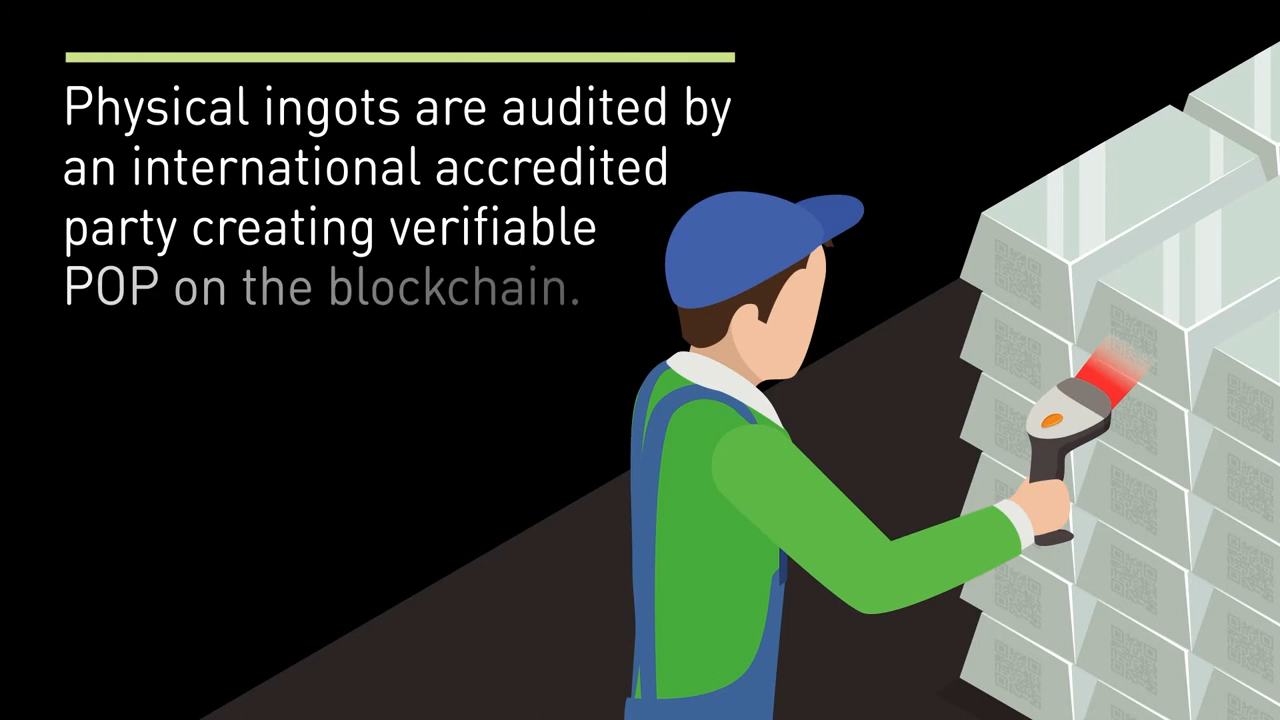 Physical ingots are audited by
an international accredited
party creating verifiable
POP on the blockchain.